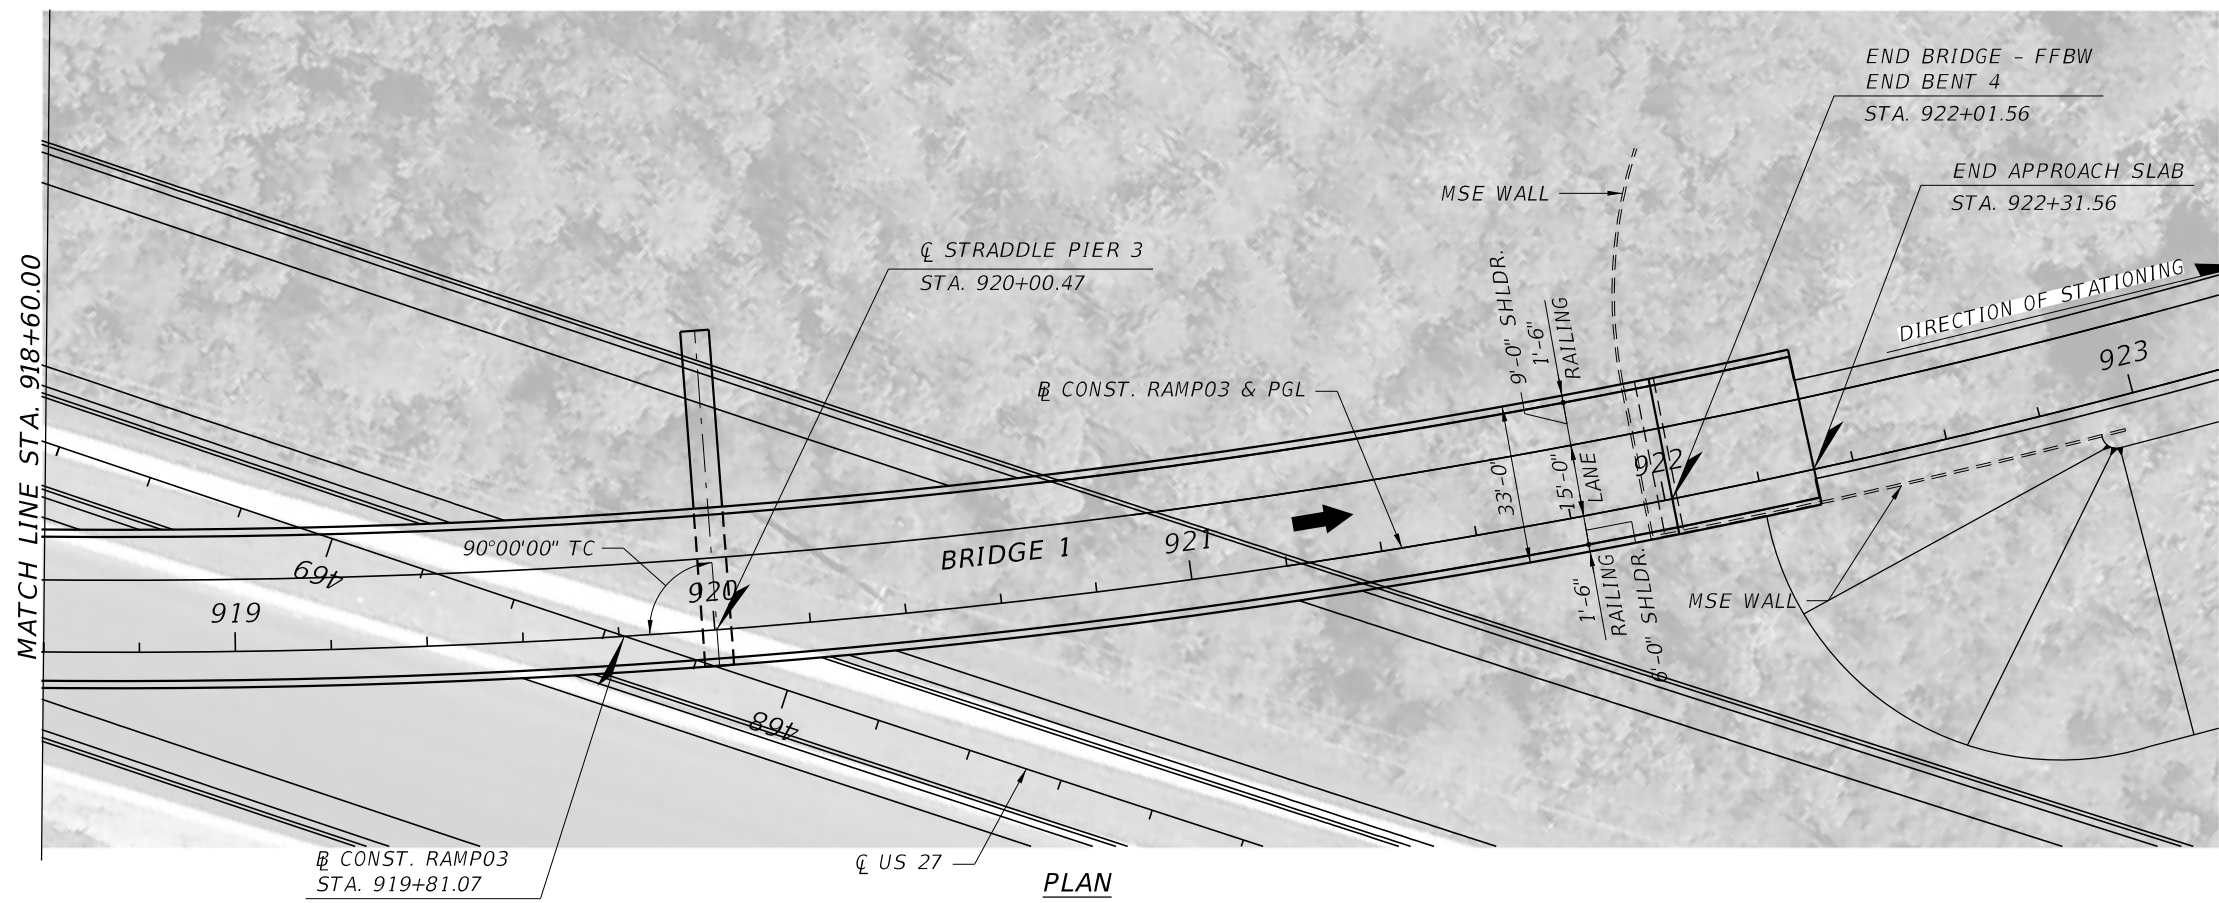 END BRIDGE - FFBW
END BENT 4
STA. 922+01.56
END APPROACH SLAB
STA. 922+31.56
MSE WALL
℄ STRADDLE PIER 3
STA. 920+00.47
DIRECTION OF STATIONING
MATCH LINE STA. 918+60.00
9'-0" SHLDR.
1'-6"
RAILING
923
B CONST. RAMP03 & PGL
922
33'-0"
15'-0"
LANE
90°00'00" TC
BRIDGE 1
921
469
919
920
1'-6"
RAILING
6'-0" SHLDR.
MSE WALL
468
B CONST. RAMP03
STA. 919+81.07
℄ US 27
PLAN